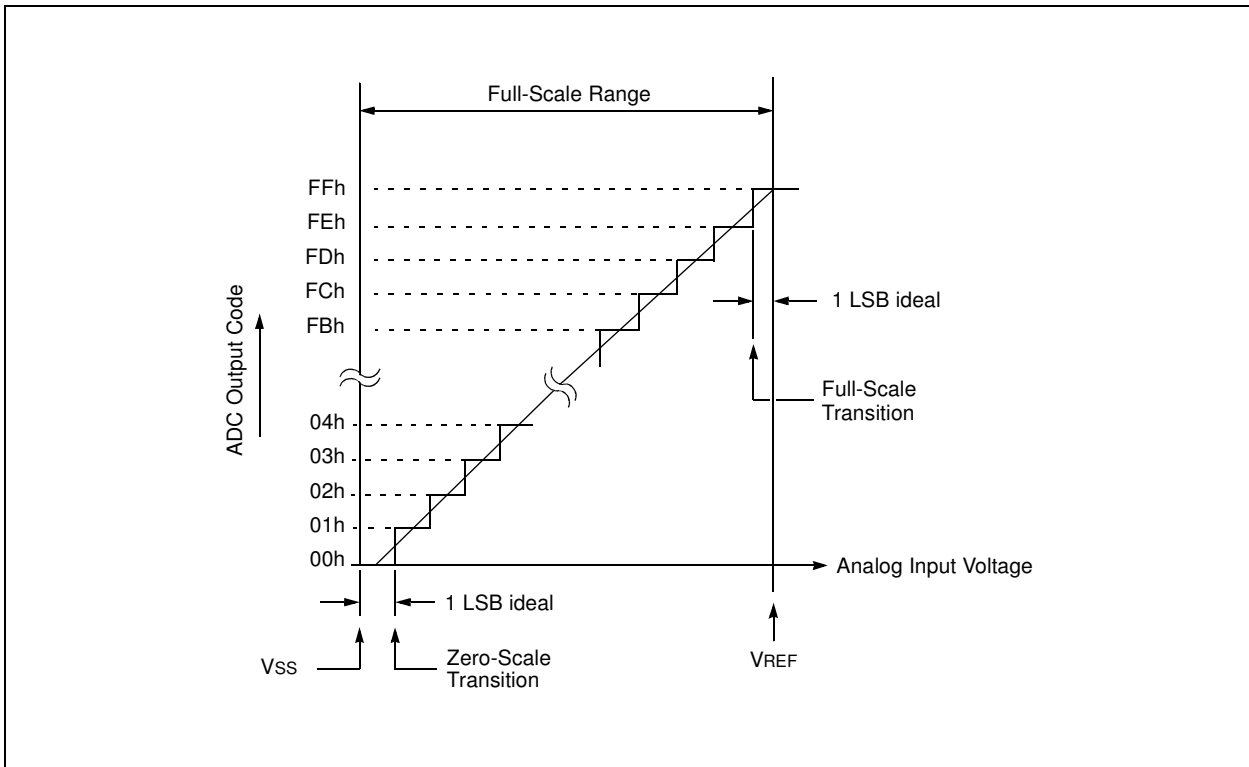 Full-Scale Range
FFh
FEh
FDh
FCh
FBh
1 LSB ideal
ADC Output Code
Full-Scale
Transition
04h
03h
02h
01h
00h
Analog Input Voltage
1 LSB ideal
VSS
Zero-Scale
Transition
VREF